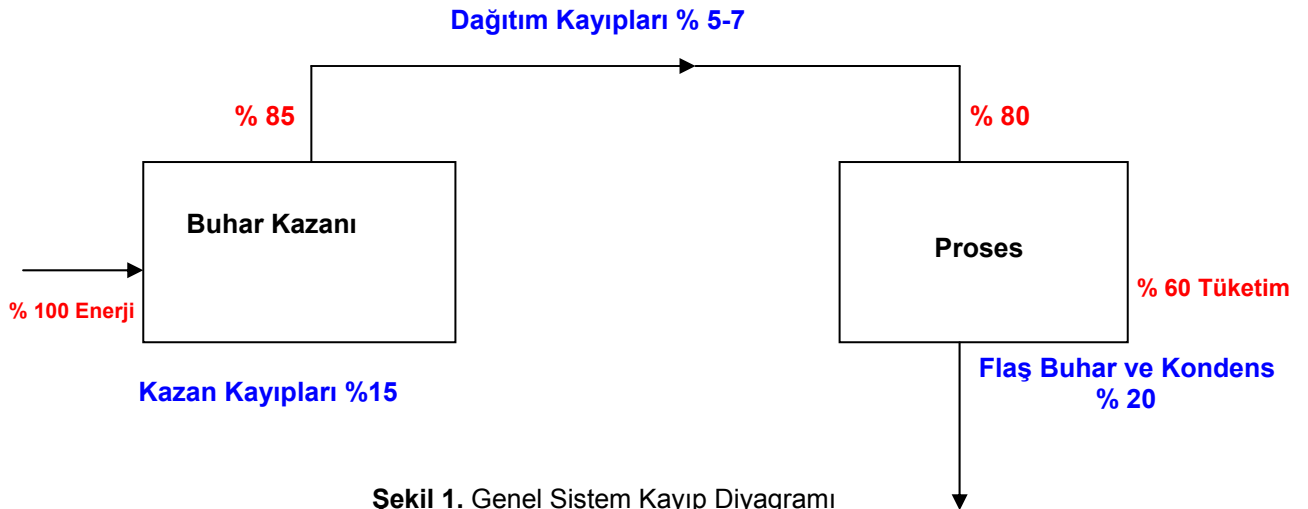 Dağıtım Kayıpları % 5-7
% 85
% 80
Buhar Kazanı
Proses
% 100 Enerji
% 60 Tüketim
Kazan Kayıpları %15
Flaş Buhar ve Kondens
% 20
Şekil 1. Genel Sistem Kayıp Diyagramı